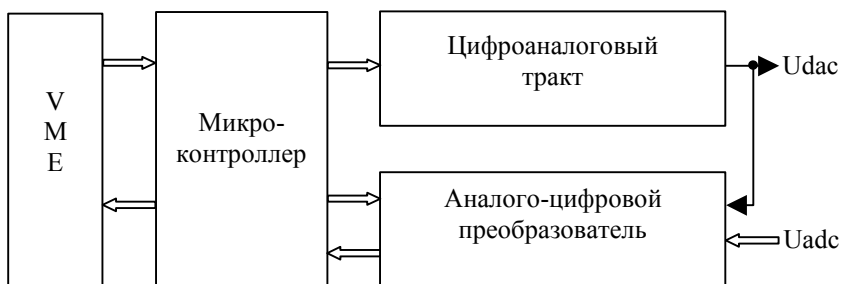 V
M
E
Микро-
контроллер
Цифроаналоговый
тракт
Udac
Аналого-цифровой
преобразователь
Uadc